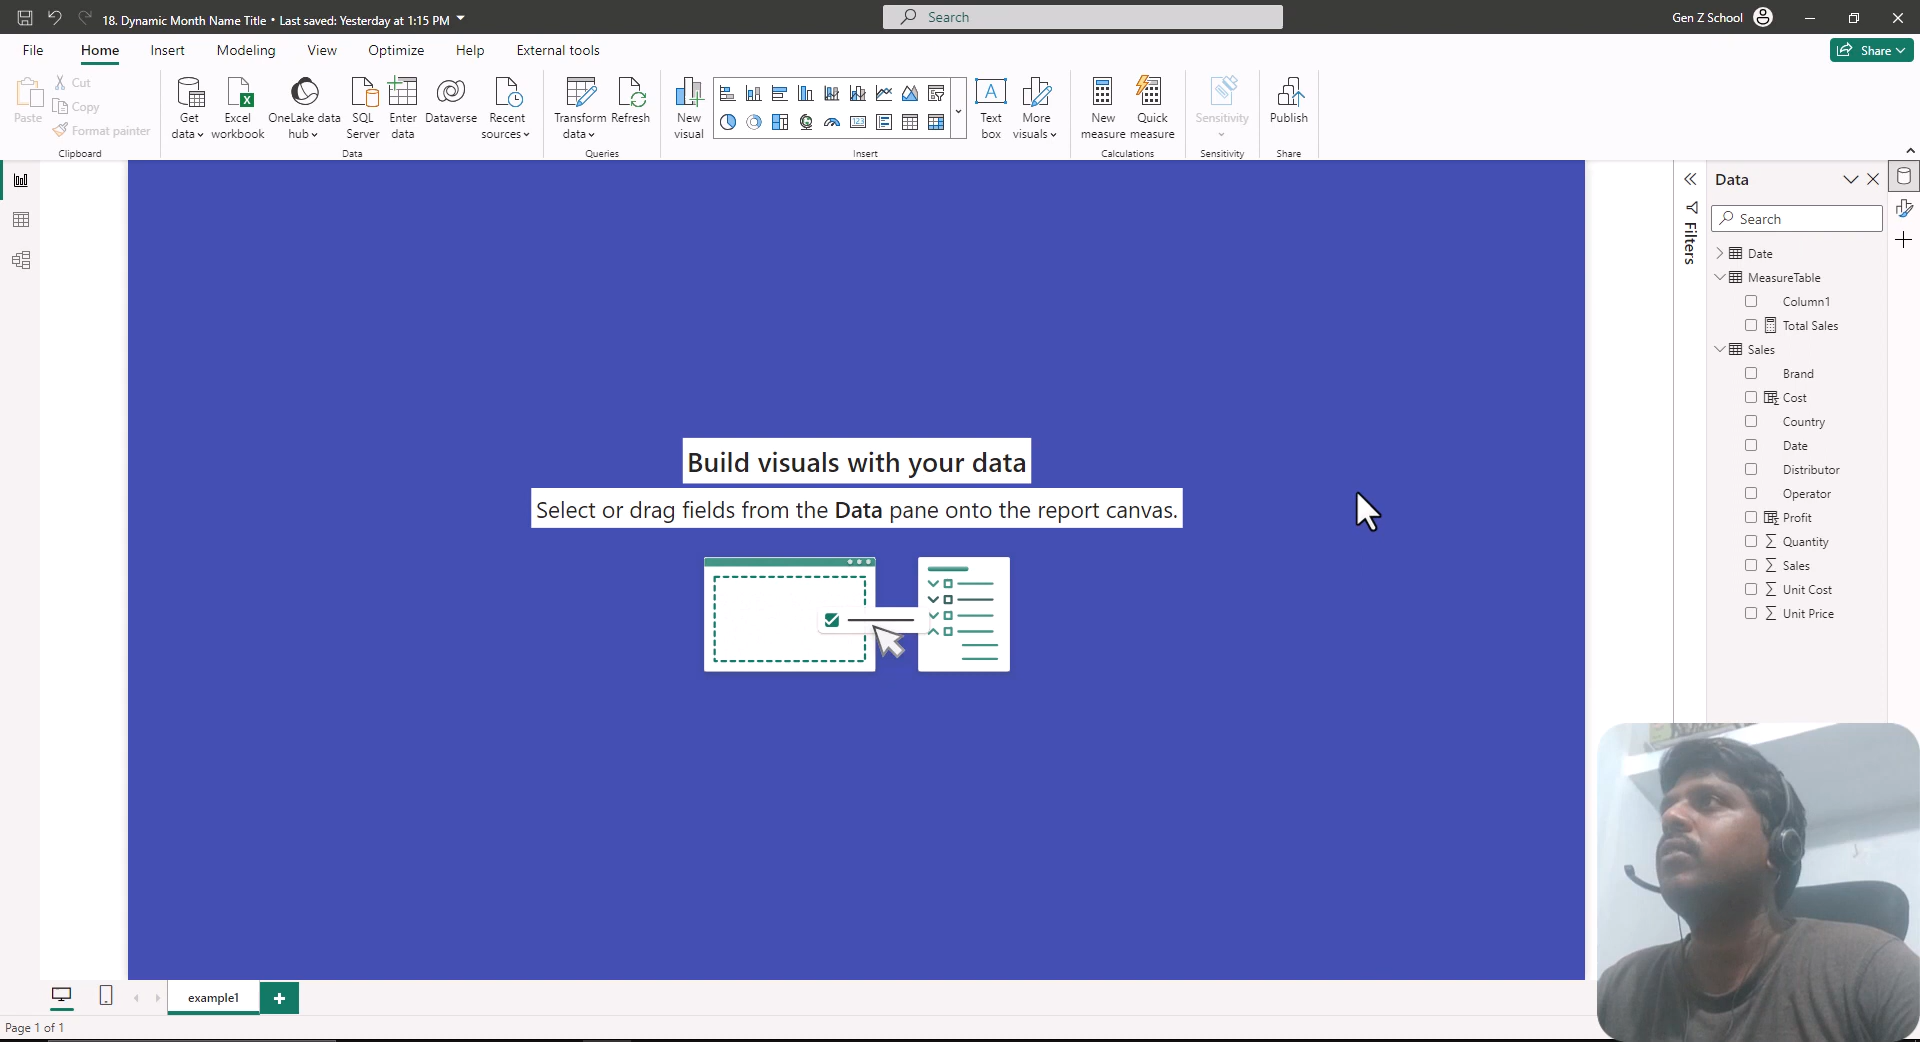 18. Dynamic Month Name Title • Last saved: Yesterday at 1:15 PM
Search
Gen Z School
File
Home
Insert
Modeling
View
Optimize
Help
External tools
Share
Paste
Cut
Copy
Format painter
Clipboard
Get
data
Excel
workbook
OneLake data
hub
SQL
Server
Enter
data
Dataverse
Recent
sources
Data
Transform
data
Refresh
Queries
New
visual
123
Text
box
More
visuals
Insert
New
measure
Quick
measure
Calculations
Sensitivity
Sensitivity
Publish
Share
Build visuals with your data
Select or drag fields from the Data pane onto the report canvas.
Filters
Data
Search
Date
MeasureTable
Column1
Total Sales
Sales
Brand
Cost
Country
Date
Distributor
Operator
Profit
Quantity
Sales
Unit Cost
Unit Price
example1
Page 1 of 1